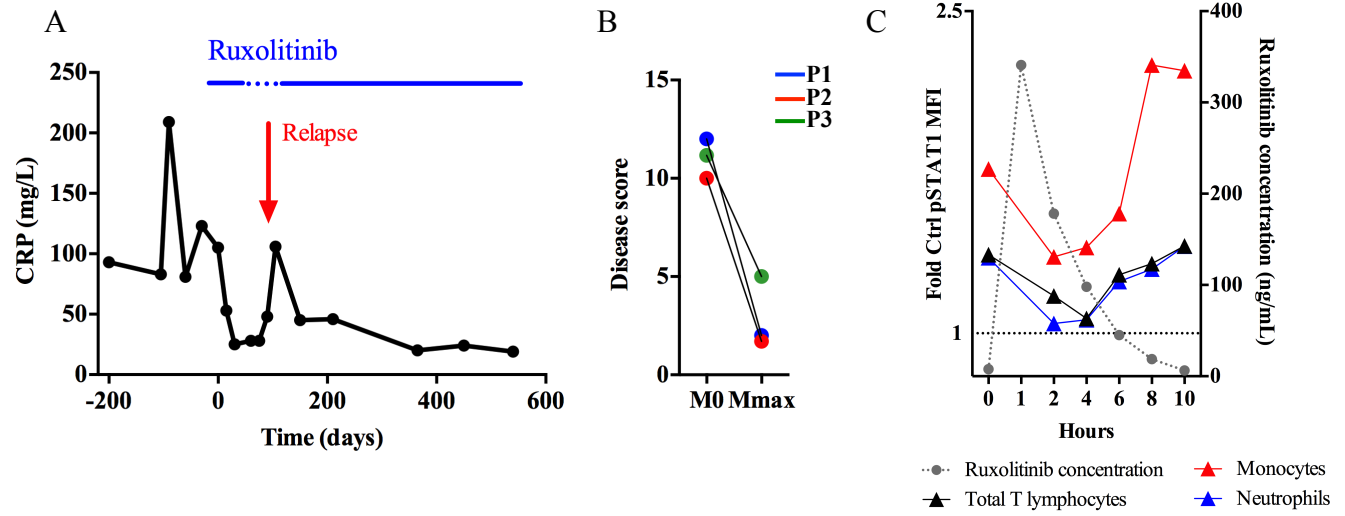 A
Ruxolitinib
250
200
150
100
50
0
CRP (mg/L)
Relapse
-200
0
200
400
600
Time (days)
B
15
10
5
0
Disease score
P1
P2
P3
M0 Mmax
C
2.5
1
Fold Ctrl pSTAT1 MFI
400
300
200
100
0
Ruxolitinib concentration (ng/mL)
0
1
2
4
6
8
10
Hours
Ruxolitinib concentration
Monocytes
Total T lymphocytes
Neutrophils